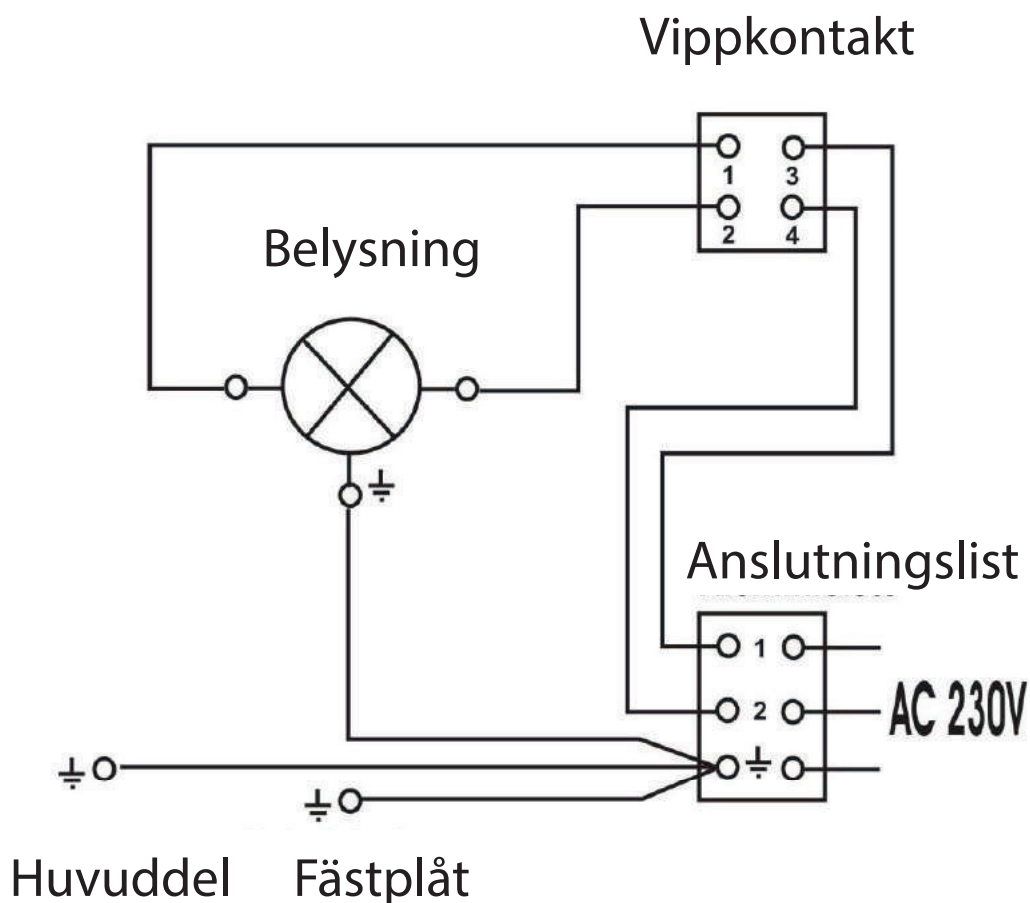 Vippkontakt
1 3
2 4
Belysning
Anslutningslist
1
2
AC 230V
Huvuddel Fästplåt